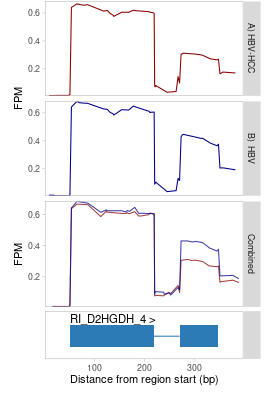 0.6
0.4
0.2
A) HBV-HCC
FPM
0.6
0.4
0.2
B) HBV
0.6
0.4
0.2
FPM
Combined
RI_D2HGDH_4 >
100 200 300
Distance from region start (bp)